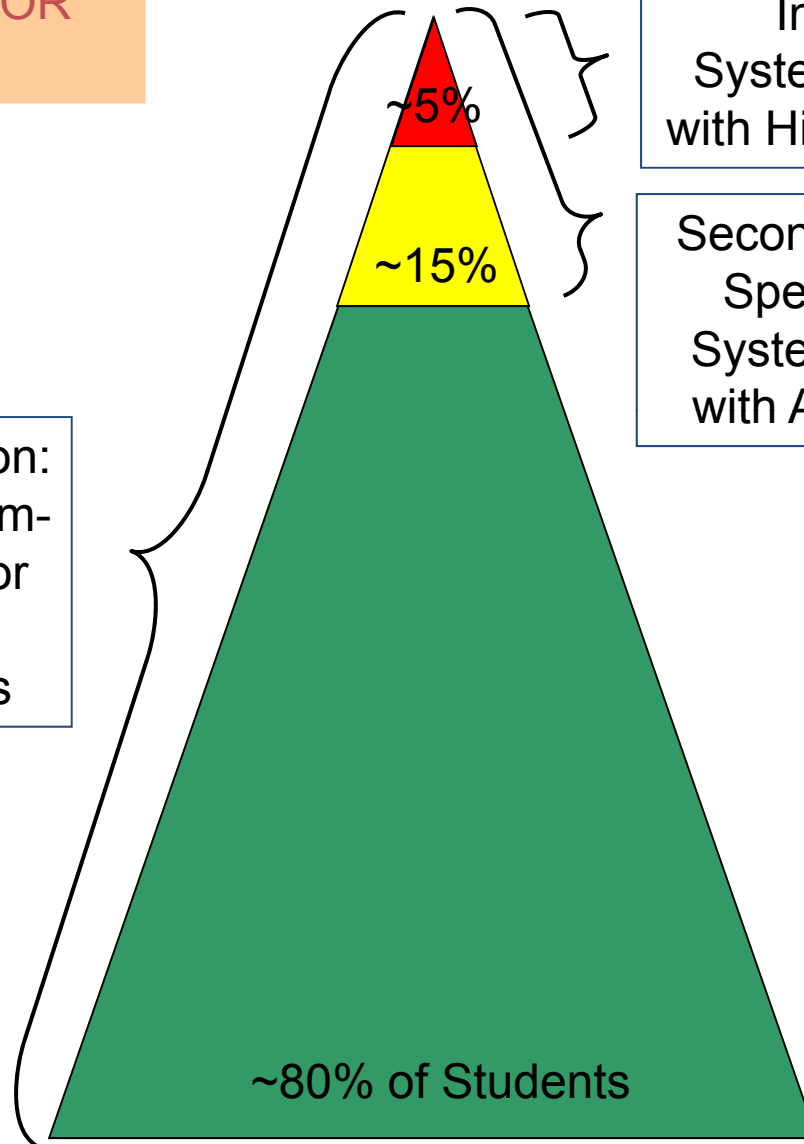 OR
~5%
In
Syste
with Hi
~15%
Secon
Spe
Syste
with A
on:
m-
or
s
~80% of Students